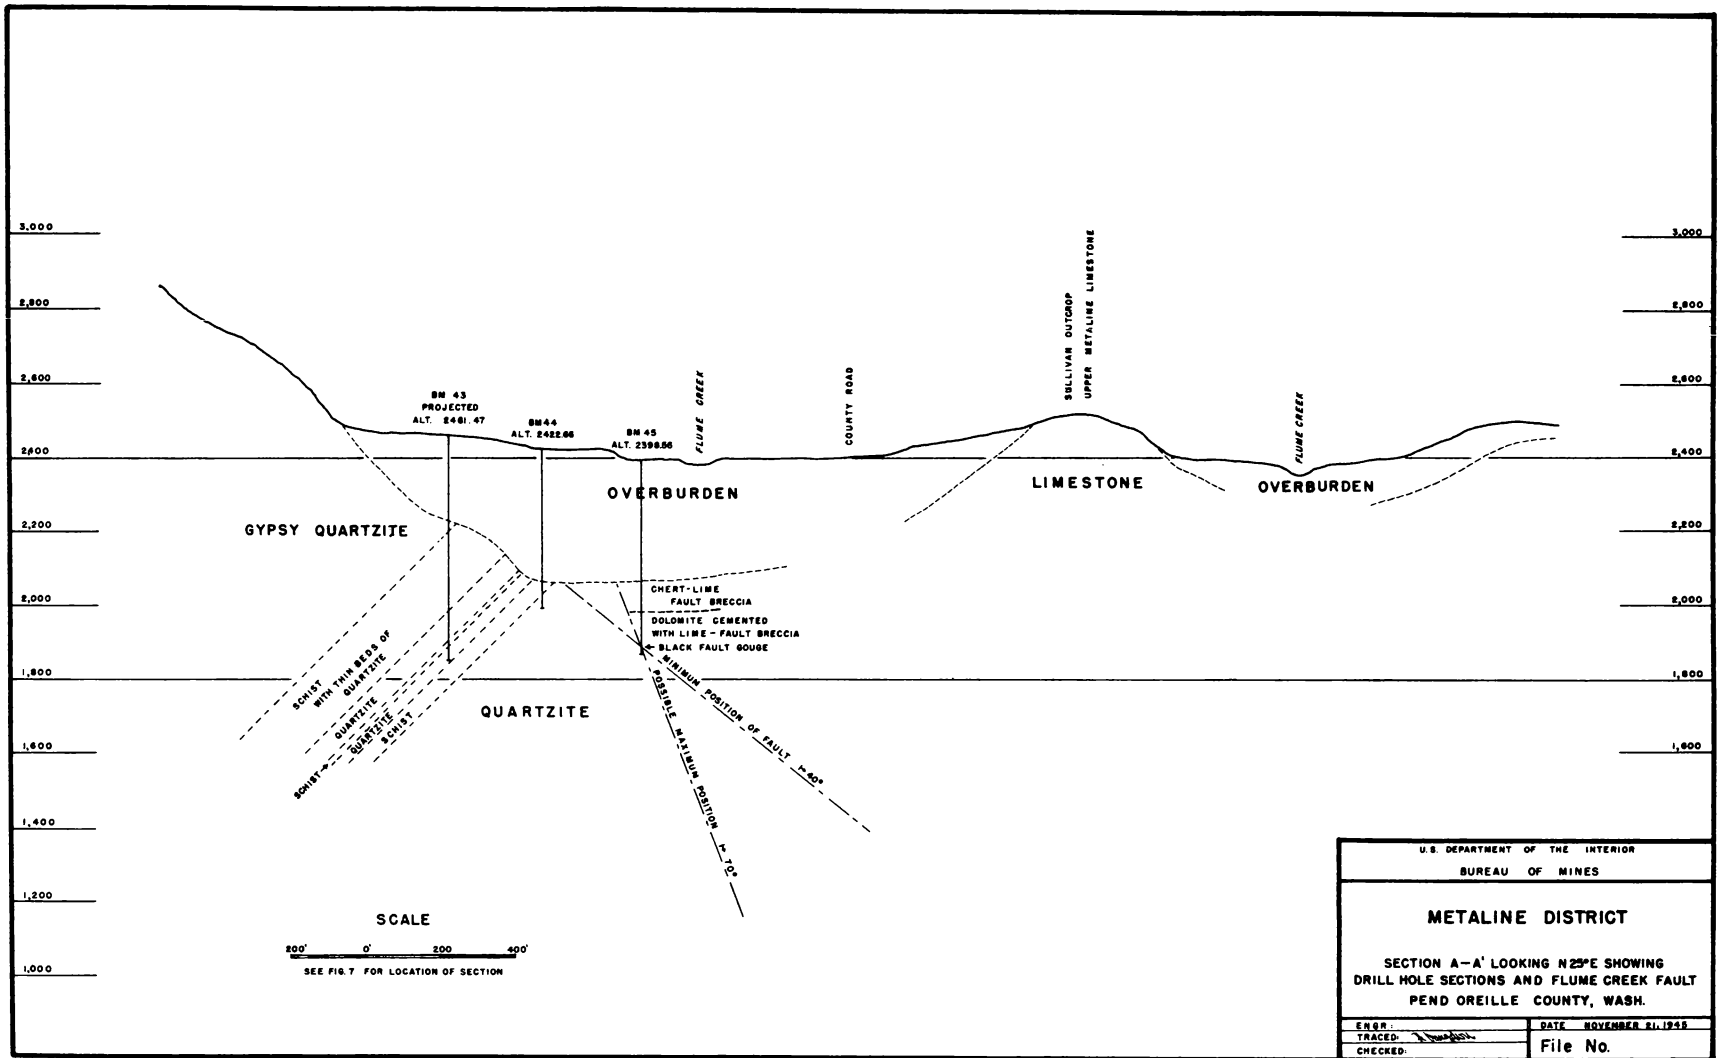 3,000
2,800
2,600
2,400
2,200
2,000
1,800
1,600
1,400
1,200
1,000
3,000
2,800
2,600
2,400
2,200
2,000
1,800
1,600
BM 43
PROJECTED
ALT. 2461.47
BM 44
ALT. 2422.66
BM 45
ALT. 2398.56
FLUME CREEK
COUNTY ROAD
SULLIVAN OUTCROP
UPPER METALINE LIMESTONE
FLUME CREEK
OVERBURDEN
LIMESTONE
OVERBURDEN
GYPSY QUARTZITE
CHERT-LIME
FAULT BRECCIA
DOLOMITE CEMENTED
WITH LIME-FAULT BRECCIA
BLACK FAULT GOUGE
MINIMUM POSITION OF FAULT 40°
POSSIBLE MAXIMUM POSITION 70°
SCHIST
WITH THIN BEDS OF
QUARTZITE
QUARTZITE
QUARTZITE
SCHIST
SCHIST
QUARTZITE
SCALE
200' 0' 200 400'
SEE FIG. 7 FOR LOCATION OF SECTION
U.S. DEPARTMENT OF THE INTERIOR
BUREAU OF MINES
METALINE DISTRICT
SECTION A-A' LOOKING N25°E SHOWING
DRILL HOLE SECTIONS AND FLUME CREEK FAULT
PEND OREILLE COUNTY, WASH.
ENGR:
TRACED:
CHECKED:
DATE NOVEMBER 21, 1945
File No.